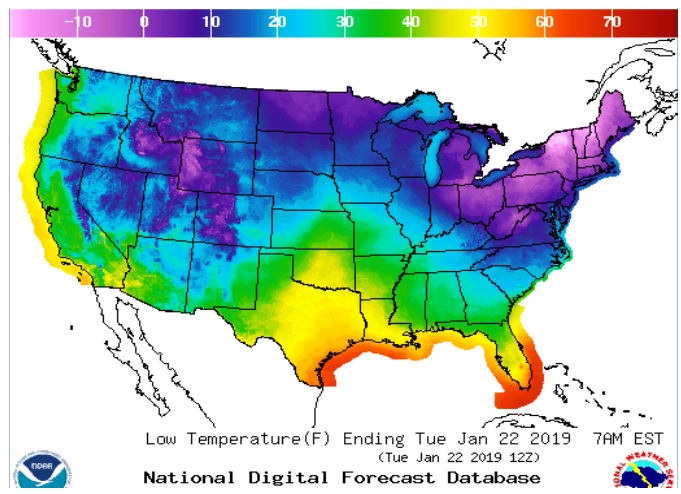 -10 0 10 20 30 40 50 60 70
Low Temperature(F) Ending Tue Jan 22 2019 7AM EST
(Tue Jan 22 2019 12Z)
National Digital Forecast Database
NOAA